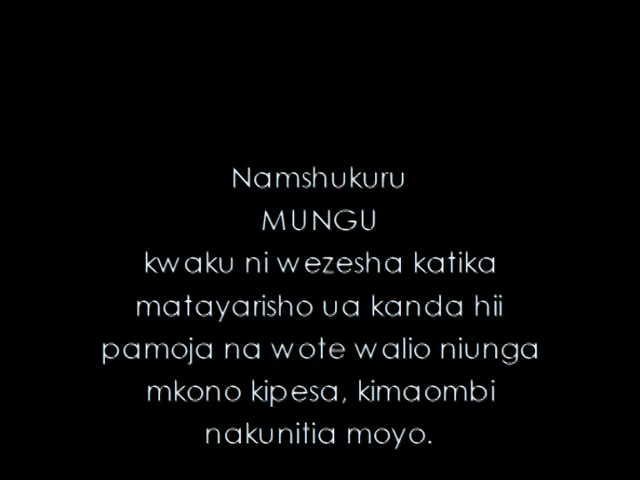 Namshukuru
MUNGU
kwaku ni wezesha katika
matayarisho ua kanda hii
pamoja na wote walio niunga
mkono kipesa, kimaombi
nakunitia moyo.